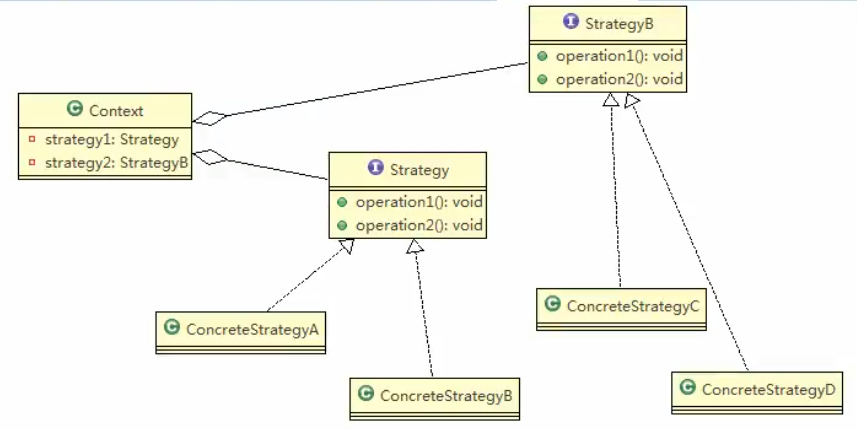 StrategyB
operation1(): void
operation2(): void
Context
strategy1: Strategy
strategy2: StrategyB
Strategy
operation1(): void
operation2(): void
ConcreteStrategyC
ConcreteStrategyA
ConcreteStrategyB
ConcreteStrategyD